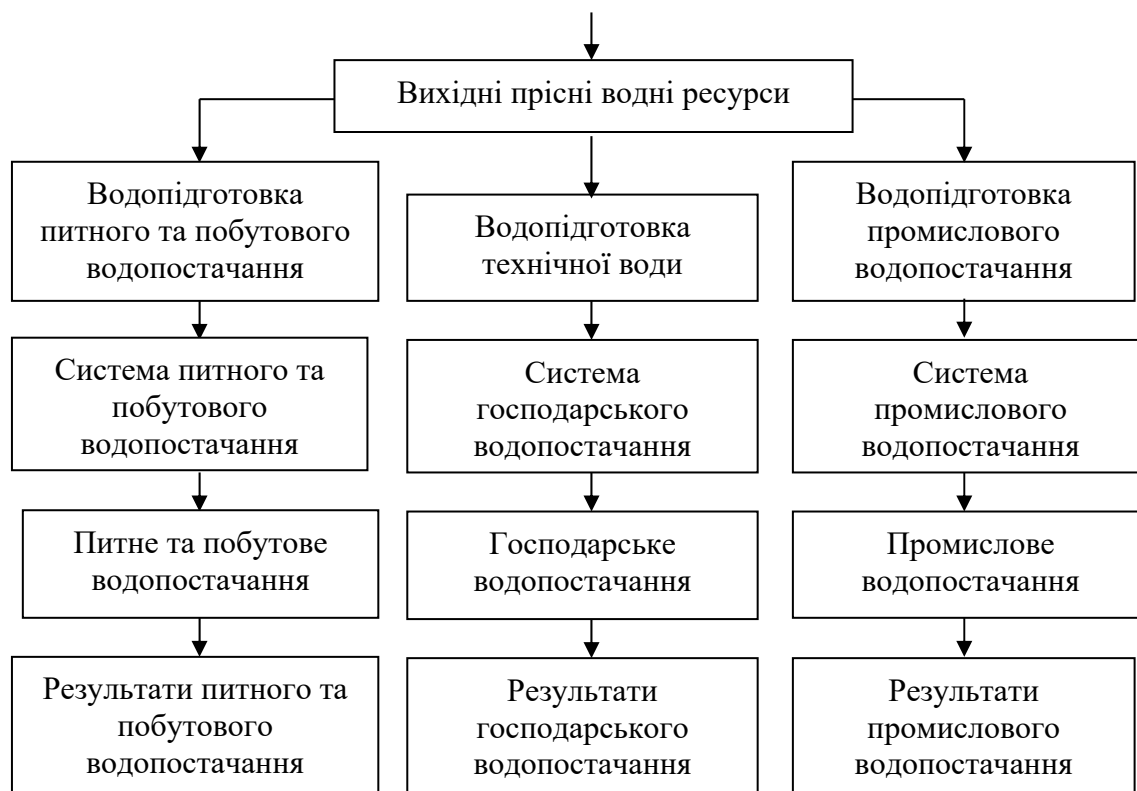 Вихідні прісні водні ресурси
Водопідготовка
питного та побутового
водопостачання
Водопідготовка
технічної води
Водопідготовка
промислового
водопостачання
Система питного та
побутового
водопостачання
Система
господарського
водопостачання
Система
промислового
водопостачання
Питне та побутове
водопостачання
Господарське
водопостачання
Промислове
водопостачання
Результати питного та
побутового
водопостачання
Результати
господарського
водопостачання
Результати
промислового
водопостачання